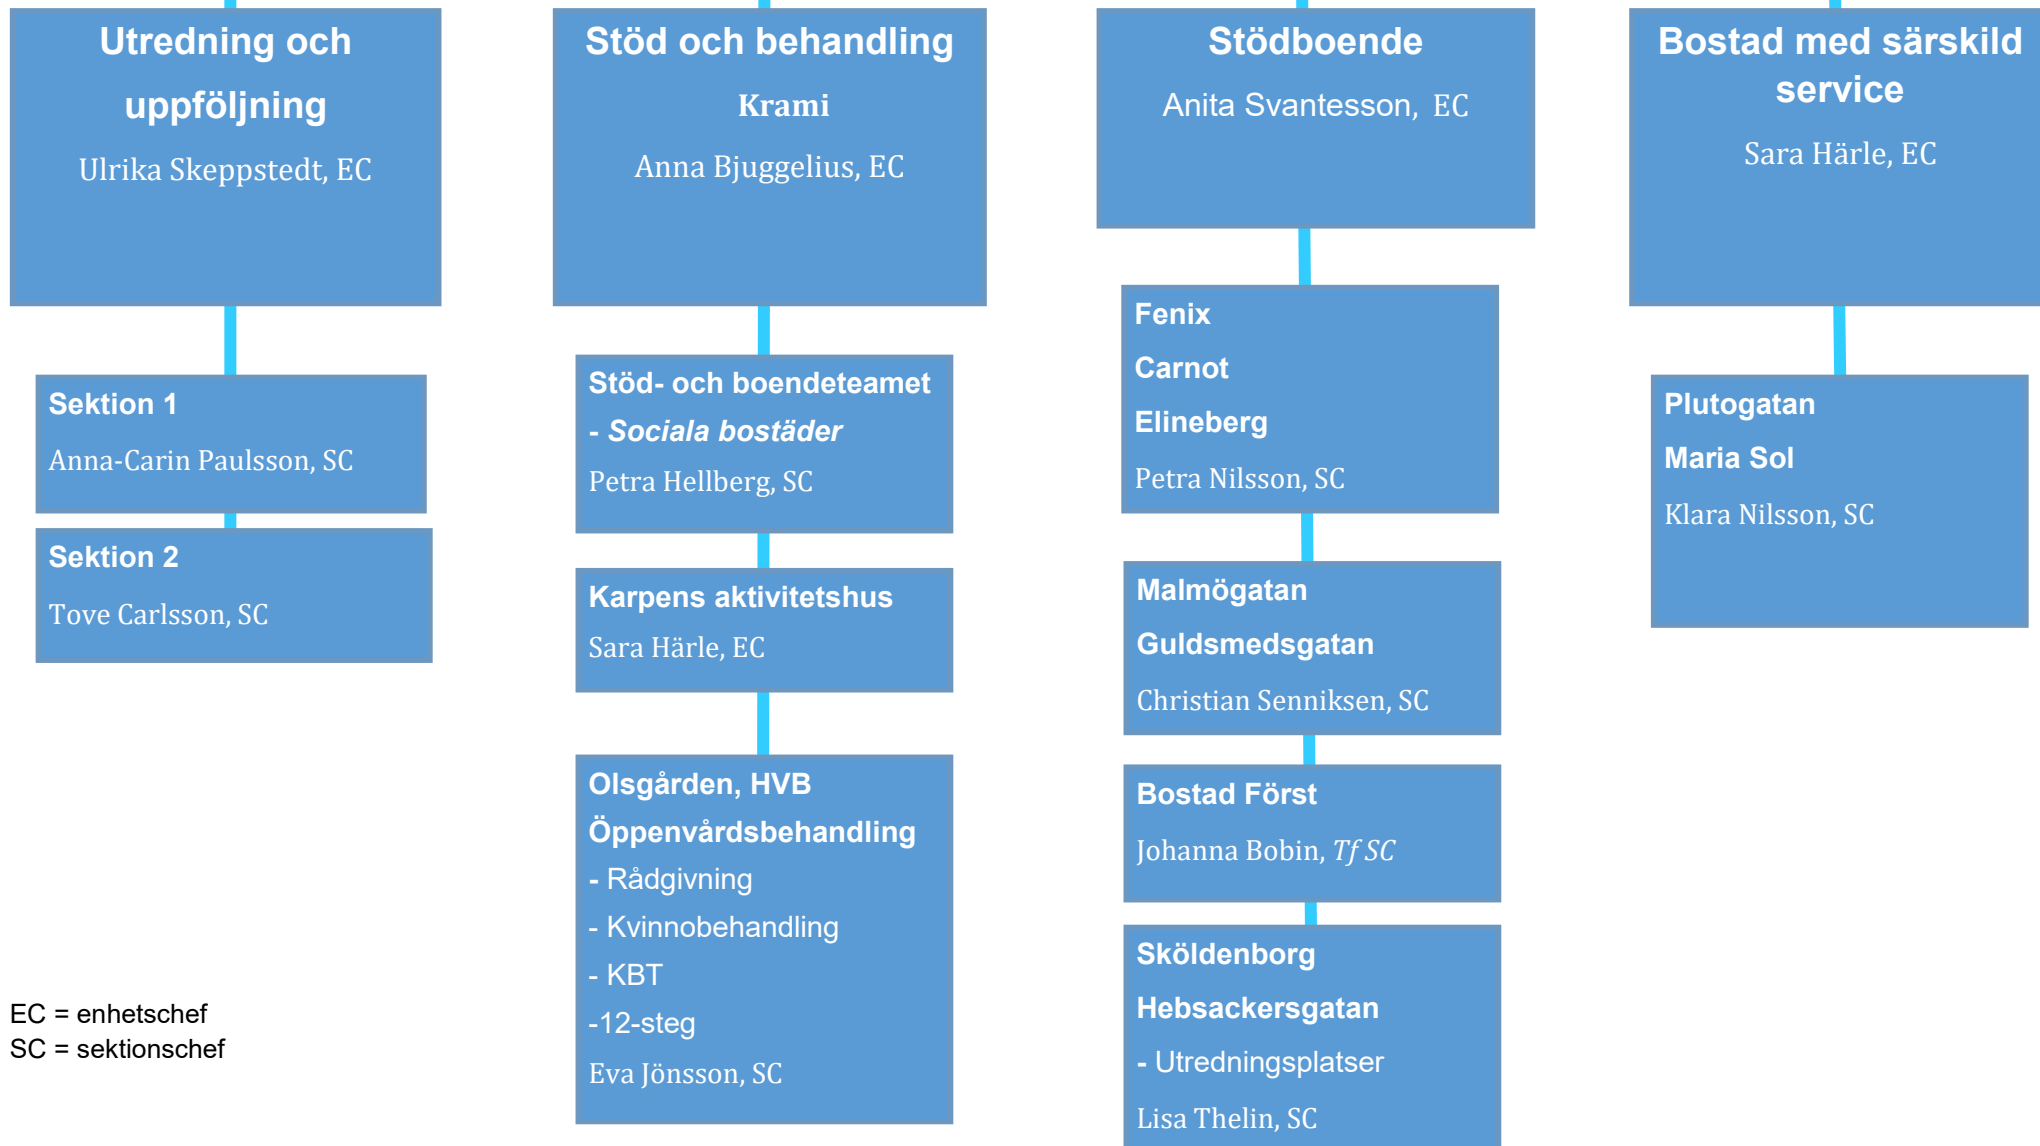 Utredning och
uppföljning
Ulrika Skeppstedt, EC
Sektion 1
Anna-Carin Paulsson, SC
Sektion 2
Tove Carlsson, SC
Stöd och behandling
Krami
Anna Bjuggelius, EC
Stöd- och boendeteamet
- Sociala bostäder
Petra Hellberg, SC
Karpens aktivitetshus
Sara Härle, EC
Olsgården, HVB
Öppenvårdsbehandling
- Rådgivning
- Kvinnobehandling
- KBT
-12-steg
Eva Jönsson, SC
Stödboende
Anita Svantesson, EC
Fenix
Carnot
Elineberg
Petra Nilsson, SC
Malmögatan
Guldsmedsgatan
Christian Senniksen, SC
Bostad Först
Johanna Bobin, Tf SC
Sköldenborg
Hebsackersgatan
- Utredningsplatser
Lisa Thelin, SC
Bostad med särskild
service
Sara Härle, EC
Plutogatan
Maria Sol
Klara Nilsson, SC
EC = enhetschef
SC = sektionschef